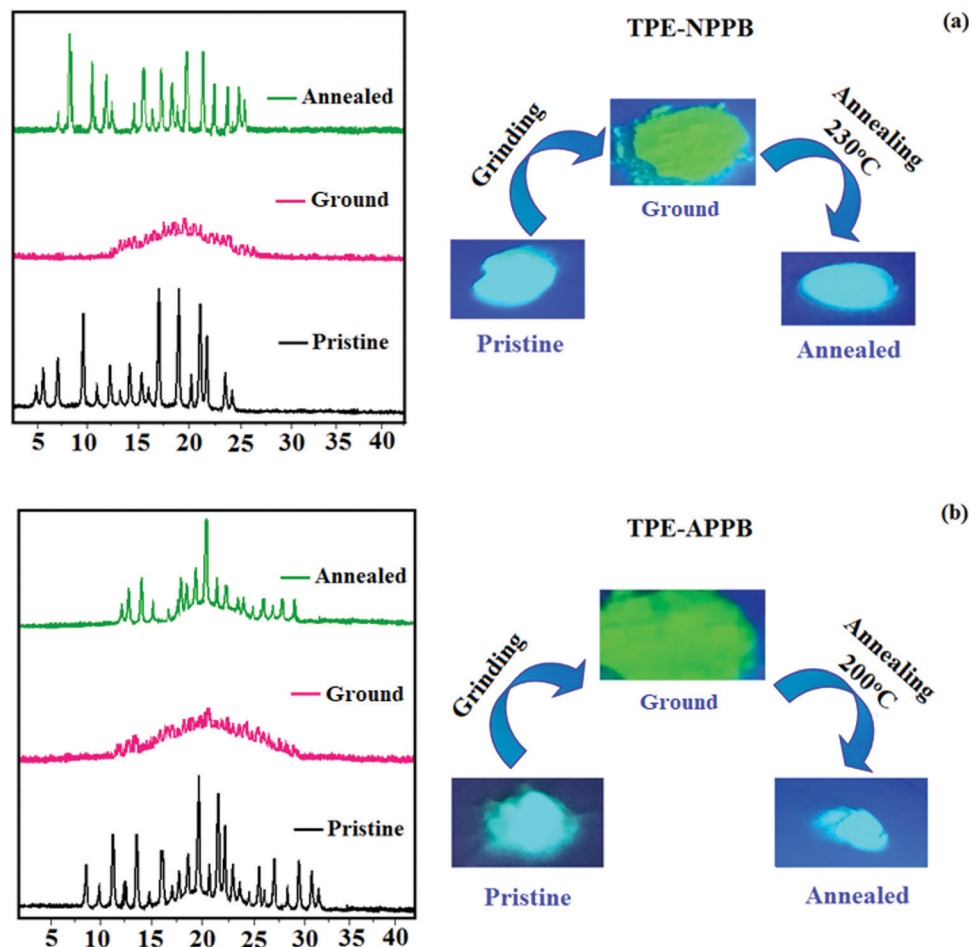 (a)
TPE-NPPB
Annealed
Ground
Pristine
5 10 15 20 25 30 35 40
Grinding
Annealing
230°C
Ground
Pristine
Annealed
(b)
TPE-APPB
Annealed
Ground
Pristine
5 10 15 20 25 30 35 40
Grinding
Annealing
200°C
Ground
Pristine
Annealed